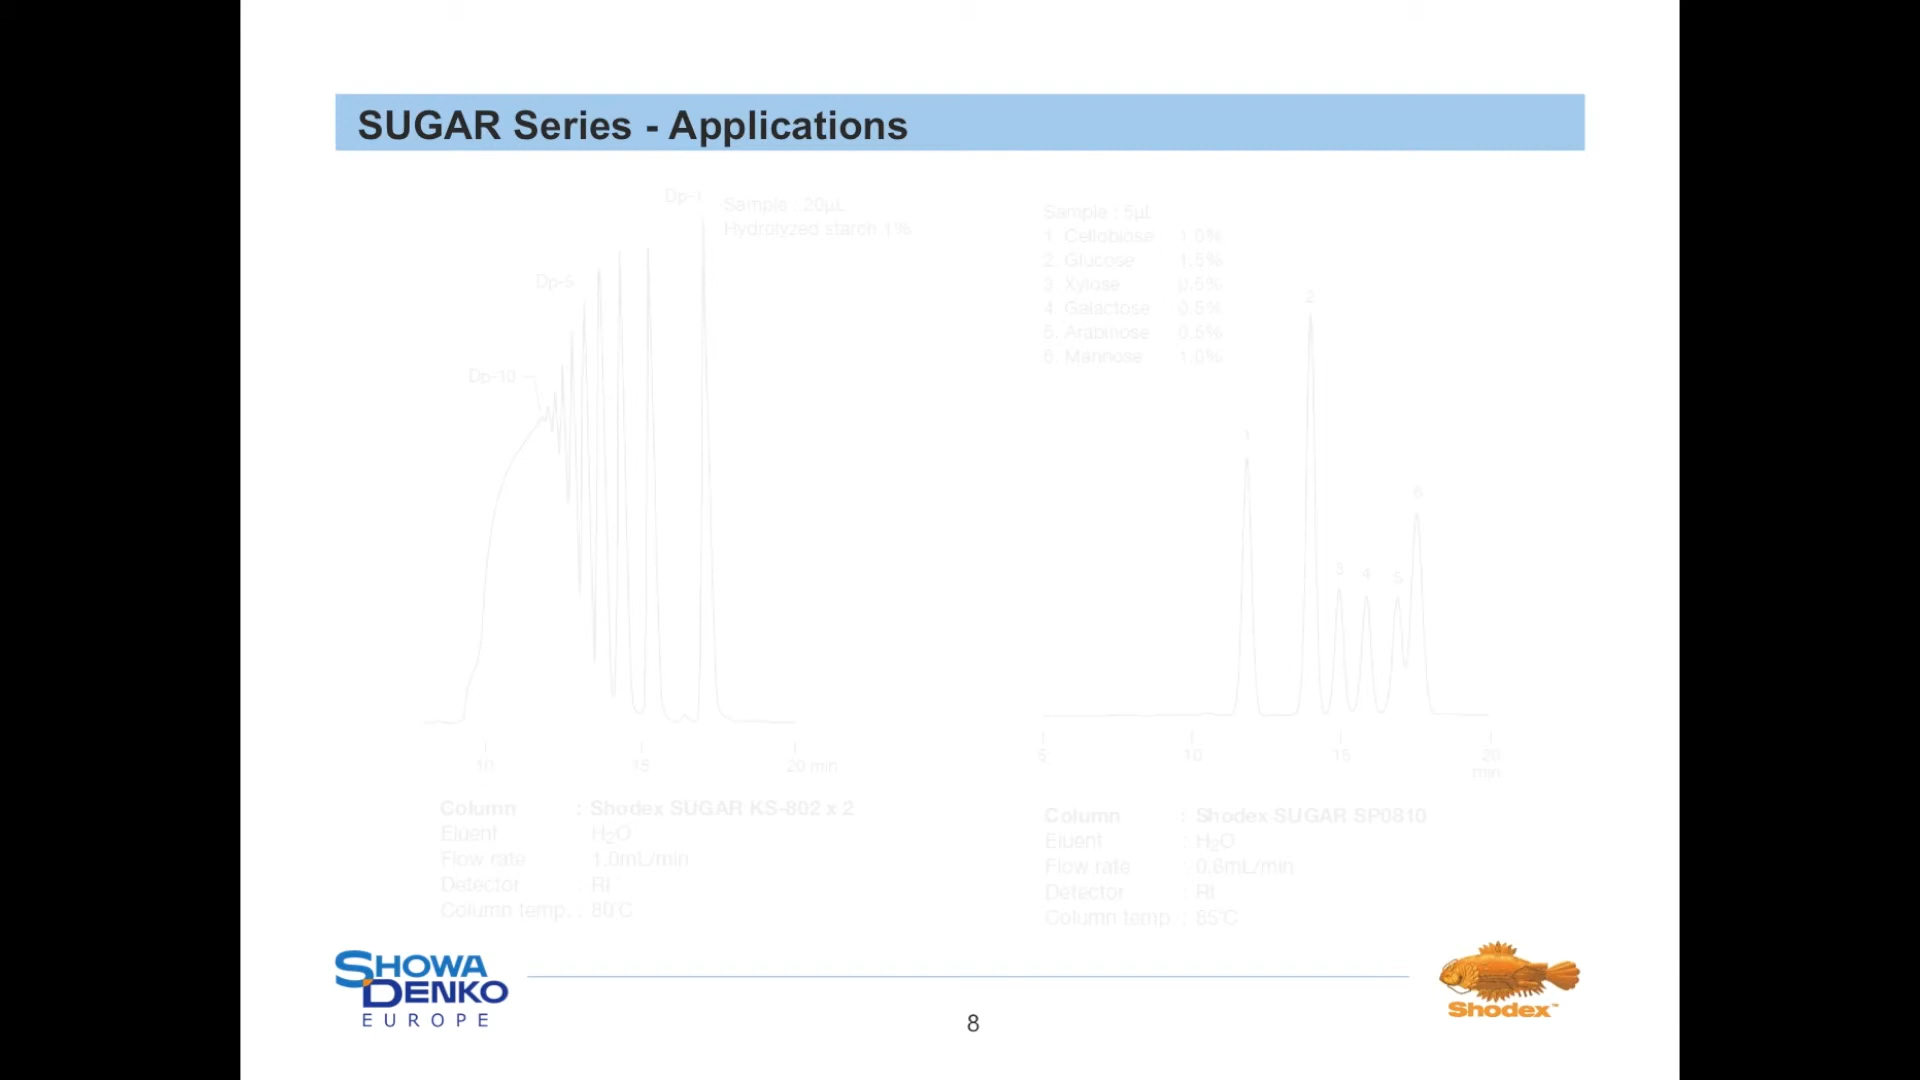 SUGAR Series - Applications
Dp-1
Sample : 20µL
Hydrolyzed starch 1%
Dp-5
Dp-10
10
15
20 min
Column : Shodex SUGAR KS-802 x 2
Eluent : H₂O
Flow rate : 1.0mL/min
Detector : RI
Column temp. : 80°C
Sample : 5µL
1. Cellobiose 1.0%
2. Glucose 1.5%
3. Xylose 0.5%
4. Galactose 0.5%
5. Arabinose 0.5%
6. Mannose 1.0%
1
2
3
4
5
6
5
10
15
20
min
Column : Shodex SUGAR SP0810
Eluent : H₂O
Flow rate : 0.6mL/min
Detector : RI
Column temp. : 85°C
SHOWA
DENKO
EUROPE
8
Shodex™